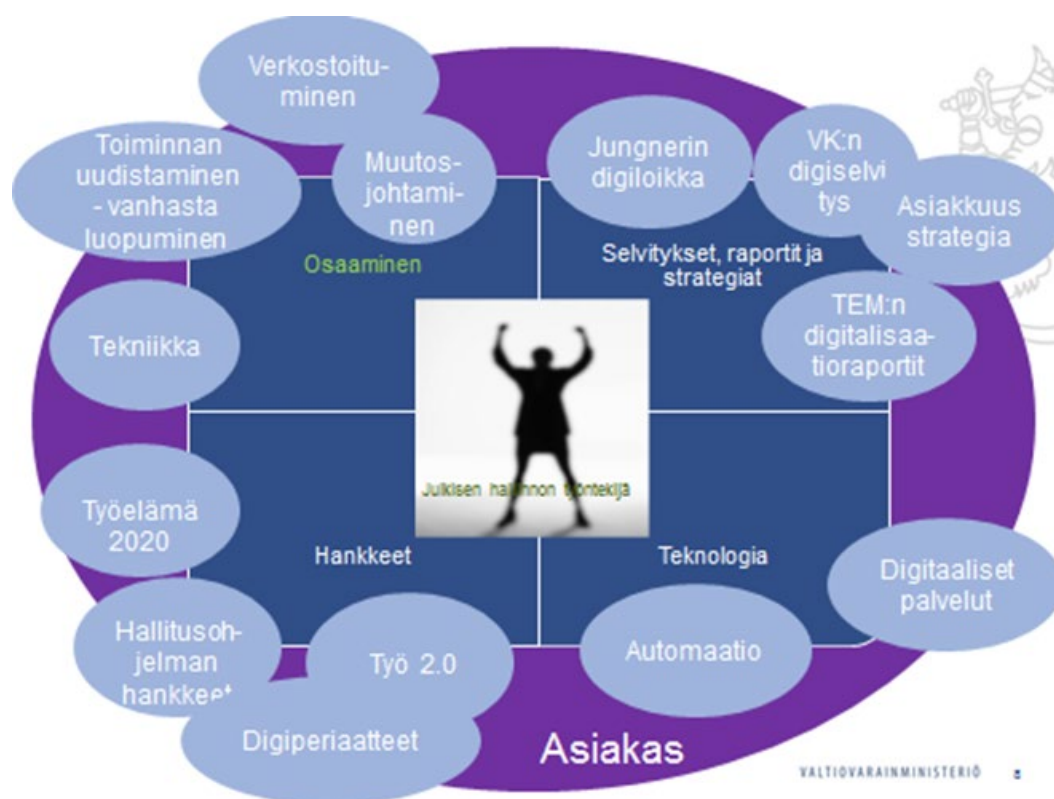 Verkostoitu-
minen
Toiminnan
uudistaminen
- vanhasta
luopuminen
Muutos-
johtami-
nen
Jungnerin
digiloikka
VK:n
digiselvi
tys
Asiakkuus
strategia
Osaaminen
Selvitykset, raportit ja
strategiat
Tekniikka
TEM:n
digitalisaa-
tioraportit
Julkisen hallinnon työntekijä
Työelämä
2020
Hankkeet
Teknologia
Digitaaliset
palvelut
Hallitusoh-
jelman
hankkeet
Työ 2.0
Automaatio
Digiperiaatteet
Asiakas
VALTIOVARAINMINISTERIÖ